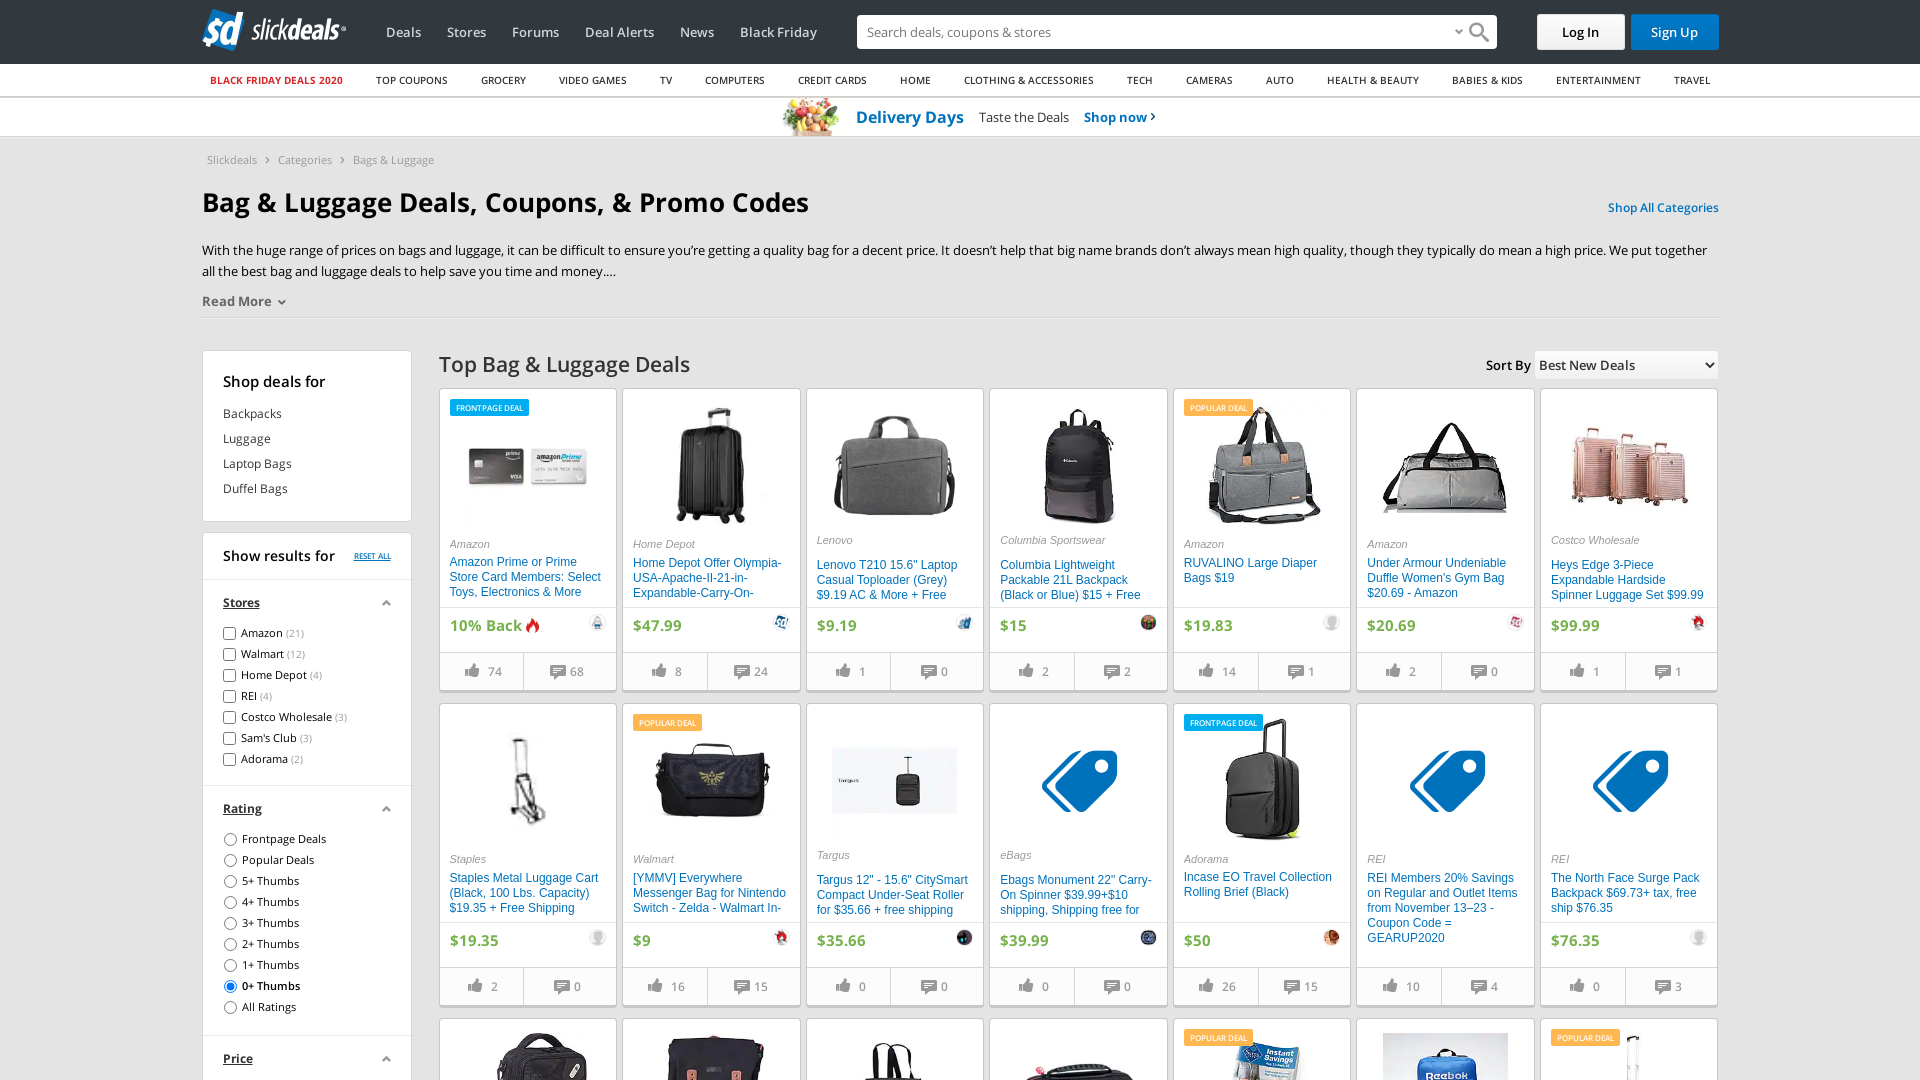 sd slickdeals
Deals
Stores
Forums
Deal Alerts
News
Black Friday
Search deals, coupons & stores
Log In
Sign Up
BLACK FRIDAY DEALS 2020
TOP COUPONS
GROCERY
VIDEO GAMES
TV
COMPUTERS
CREDIT CARDS
HOME
CLOTHING & ACCESSORIES
TECH
CAMERAS
AUTO
HEALTH & BEAUTY
BABIES & KIDS
ENTERTAINMENT
TRAVEL
Delivery Days Taste the Deals Shop now
Slickdeals › Categories › Bags & Luggage
Bag & Luggage Deals, Coupons, & Promo Codes
Shop All Categories
With the huge range of prices on bags and luggage, it can be difficult to ensure you’re getting a quality bag for a decent price. It doesn’t help that big name brands don’t always mean high quality, though they typically do mean a high price. We put together
all the best bag and luggage deals to help save you time and money....
Read More
Shop deals for
Backpacks
Luggage
Laptop Bags
Duffel Bags
Show results for
RESET ALL
Stores
Amazon (21)
Walmart (12)
Home Depot (4)
REI (4)
Costco Wholesale (3)
Sam's Club (3)
Adorama (2)
Rating
Frontpage Deals
Popular Deals
5+ Thumbs
4+ Thumbs
3+ Thumbs
2+ Thumbs
1+ Thumbs
0+ Thumbs
All Ratings
Price
Top Bag & Luggage Deals
Sort By Best New Deals
FRONTPAGE DEAL
prime
VISA
amazonPrime
Amazon
Amazon Prime or Prime
Store Card Members: Select
Toys, Electronics & More
10% Back
74
68
Home Depot
Home Depot Offer Olympia-
USA-Apache-II-21-in-
Expandable-Carry-On-
$47.99
8
24
Lenovo
Lenovo T210 15.6" Laptop
Casual Toploader (Grey)
$9.19 AC & More + Free
$9.19
1
0
Columbia
Columbia Sportswear
Columbia Lightweight
Packable 21L Backpack
(Black or Blue) $15 + Free
$15
2
2
POPULAR DEAL
Amazon
RUVALINO Large Diaper
Bags $19
$19.83
14
1
Amazon
Under Armour Undeniable
Duffle Women's Gym Bag
$20.69 - Amazon
$20.69
2
0
Costco Wholesale
Heys Edge 3-Piece
Expandable Hardside
Spinner Luggage Set $99.99
$99.99
1
1
Staples
Staples Metal Luggage Cart
(Black, 100 Lbs. Capacity)
$19.35 + Free Shipping
$19.35
2
0
POPULAR DEAL
Walmart
[YMMV] Everywhere
Messenger Bag for Nintendo
Switch - Zelda - Walmart In-
$9
16
15
Targus
Targus
Targus 12" - 15.6" CitySmart
Compact Under-Seat Roller
for $35.66 + free shipping
$35.66
0
0
eBags
Ebags Monument 22" Carry-
On Spinner $39.99+$10
shipping, Shipping free for
$39.99
0
0
FRONTPAGE DEAL
Adorama
Incase EO Travel Collection
Rolling Brief (Black)
$50
26
15
REI
REI Members 20% Savings
on Regular and Outlet Items
from November 13–23 -
Coupon Code =
GEARUP2020
10
4
REI
The North Face Surge Pack
Backpack $69.73+ tax, free
ship $76.35
$76.35
0
3
POPULAR DEAL
Instant
Savings
Reebok
POPULAR DEAL